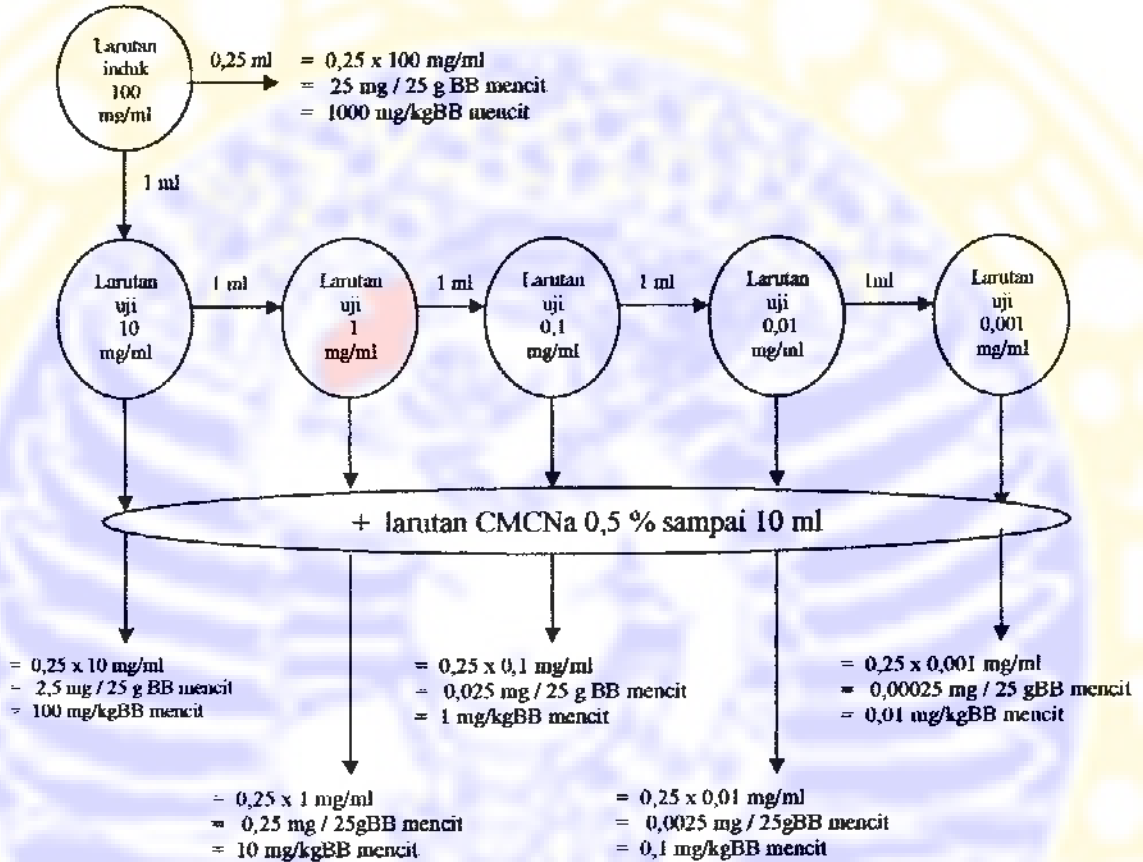 Larutan
induk
100
mg/ml
0,25 ml
= 0,25 x 100 mg/ml
= 25 mg / 25 g BB mencit
= 1000 mg/kgBB mencit
1 ml
Larutan
uji
10
mg/ml
1 ml
Larutan
uji
1
mg/ml
1 ml
Larutan
uji
0,1
mg/ml
1 ml
Larutan
uji
0,01
mg/ml
1ml
Larutan
uji
0,001
mg/ml
+ larutan CMCNa 0,5 % sampai 10 ml
= 0,25 x 10 mg/ml
= 2,5 mg / 25 g BB mencit
= 100 mg/kgBB mencit
= 0,25 x 0,1 mg/ml
= 0,025 mg / 25 g BB mencit
= 1 mg/kgBB mencit
= 0,25 x 0,001 mg/ml
= 0,00025 mg / 25 gBB mencit
= 0,01 mg/kgBB mencit
= 0,25 x 1 mg/ml
= 0,25 mg / 25gBB mencit
= 10 mg/kgBB mencit
= 0,25 x 0,01 mg/ml
= 0,0025 mg / 25gBB mencit
= 0,1 mg/kgBB mencit